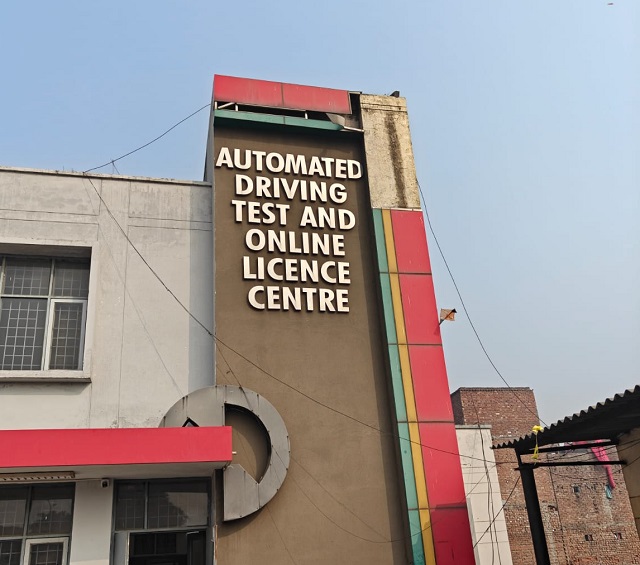 AUTOMATED
DRIVING
TEST AND
ONLINE
LICENCE
CENTRE